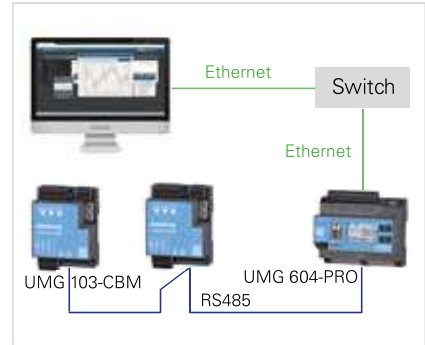 Ethernet
Switch
Ethernet
UMG 103-CBM
UMG 604-PRO
RS485